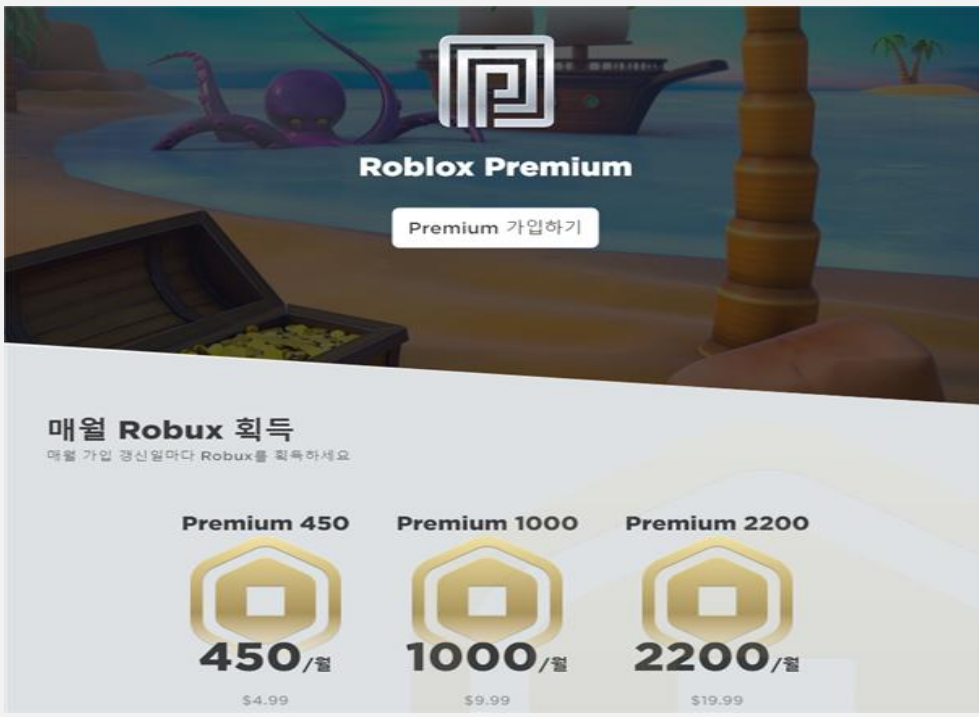 Roblox Premium
Premium 가입하기
매월 Robux 획득
매월 가입 갱신일마다 Robux를 획득하세요
Premium 450 Premium 1000 Premium 2200
450/월 1000/월 2200/월
$4.99 $9.99 $19.99